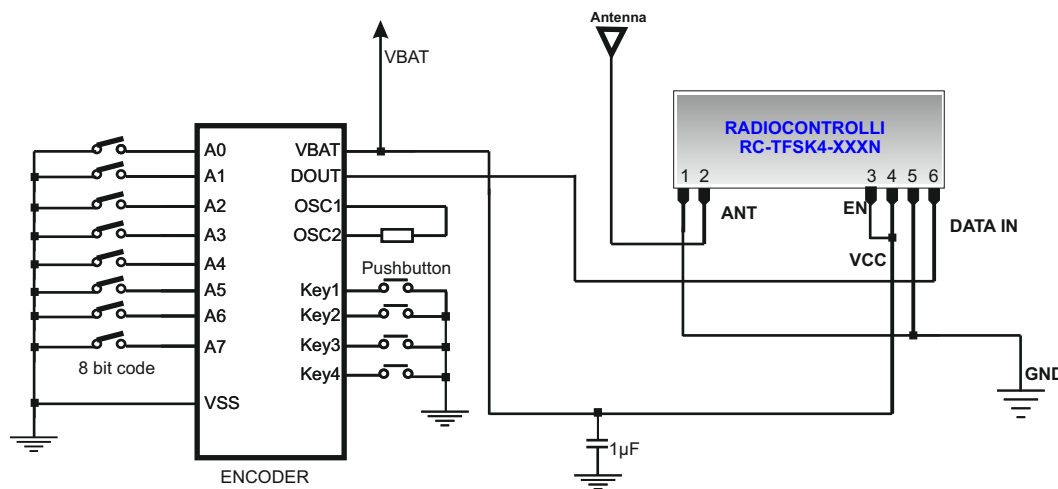 Antenna
VBAT
RADIOCONTROLLI
RC-TFSK4-XXXN
1 2 3 4 5 6
ANT
EN
VCC
DATA IN
GND
A0
A1
A2
A3
A4
A5
A6
A7
8 bit code
VSS
VBAT
DOUT
OSC1
OSC2
Pushbutton
Key1
Key2
Key3
Key4
1µF
ENCODER